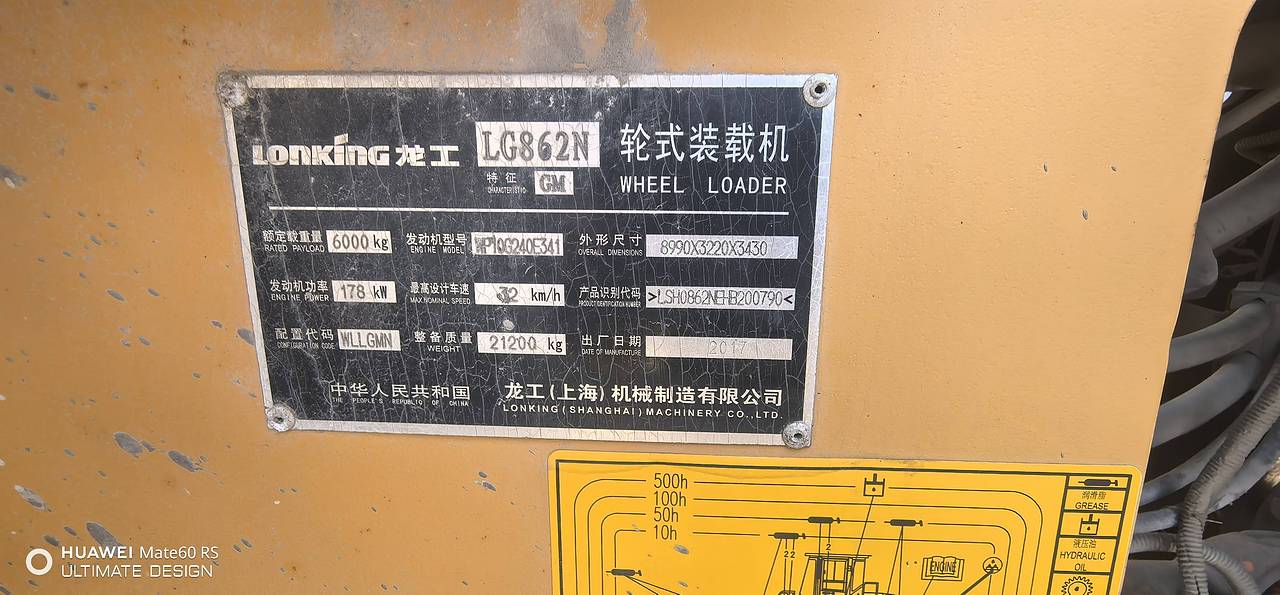 LONKING 龙工 LG862N 轮式装载机
特征 GM WHEEL LOADER
CHARACTERISTIC
额定载重量 6000 kg 发动机型号 WP10G240E341 外形尺寸 8990X3220X3430
RATED PAYLOAD ENGINE MODEL OVERALL DIMENSIONS
发动机功率 178 kW 最高设计车速 32 km/h 产品识别代码
ENGINE POWER MAX.NOMINAL SPEED PRODUCT IDENTIFICATION NUMBER
配置代码 WLLGMN 整备质量 21200 kg 出厂日期 2017
CONFIGURATION CODE WEIGHT DATE OF MANUFACTURE
中华人民共和国 龙工(上海)机械制造有限公司
THE PEOPLE'S REPUBLIC OF CHINA LONKING(SHANGHAI)MACHINERY CO.,LTD.
500h
100h
50h
10h
2 2
2
ENGINE
润滑脂
GREASE
液压油
HYDRAULIC
OIL
HUAWEI Mate60 RS
ULTIMATE DESIGN